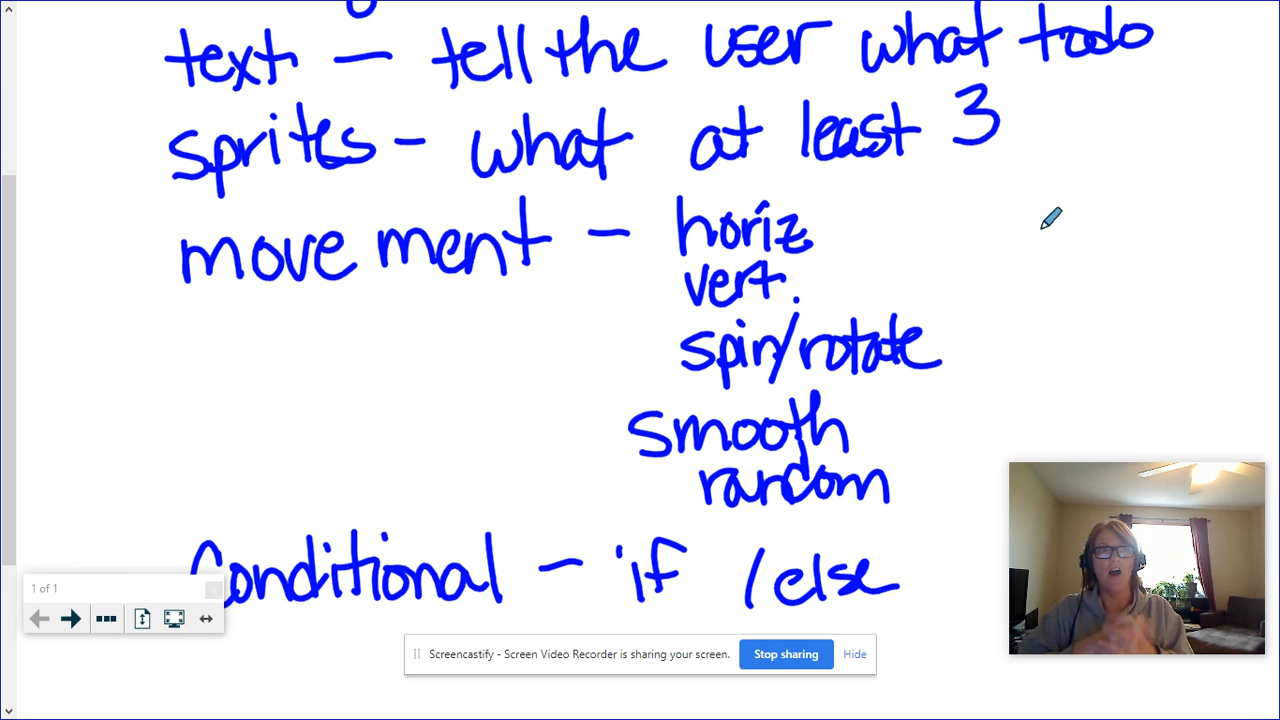 text - tell the user what todo
sprites - what at least 3
movement - horiz
vert.
spin/rotate
smooth
random
Conditional - if / else
1 of 1
Screencastify - Screen Video Recorder is sharing your screen. Stop sharing Hide